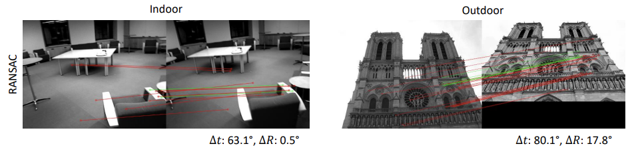 Indoor
Outdoor
RANSAC
Δt: 63.1°, ΔR: 0.5°
Δt: 80.1°, ΔR: 17.8°